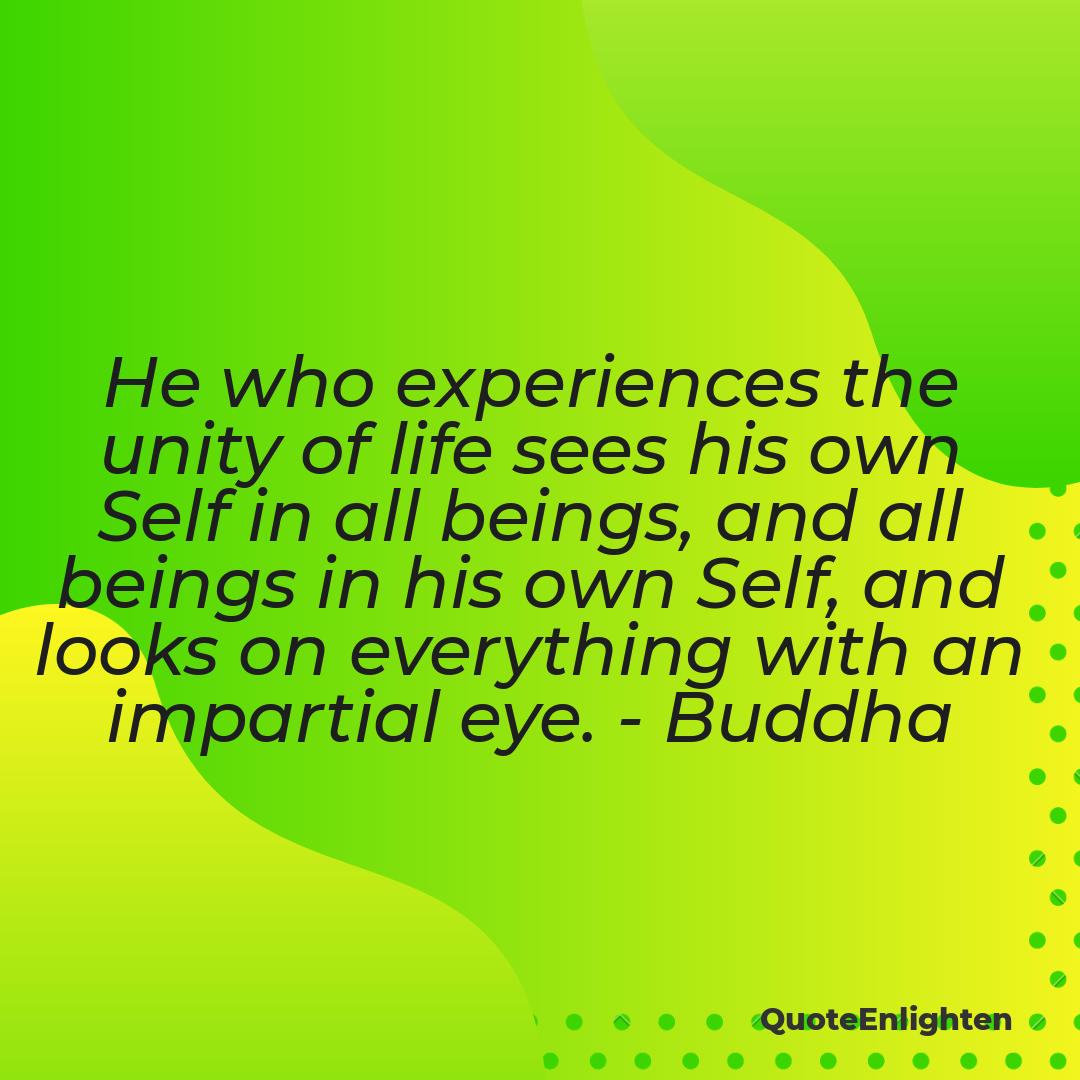 He who experiences the
unity of life sees his own
Self in all beings, and all
beings in his own Self, and
looks on everything with an
impartial eye. - Buddha
QuoteEnlighten